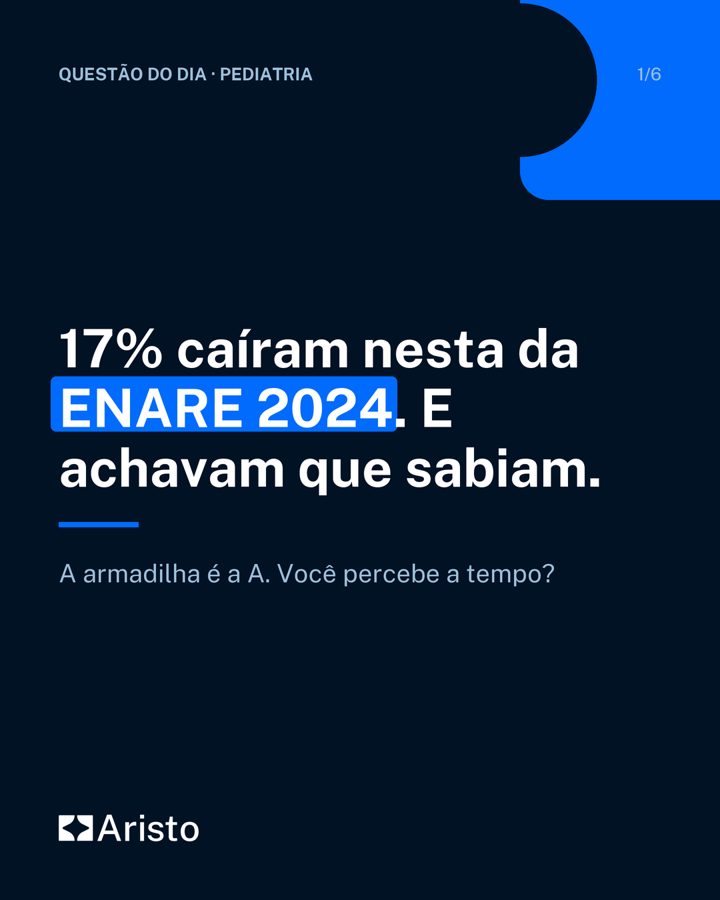 QUESTÃO DO DIA · PEDIATRIA
1/6
17% caíram nesta da
ENARE 2024. E
achavam que sabiam.
A armadilha é a A. Você percebe a tempo?
Aristo